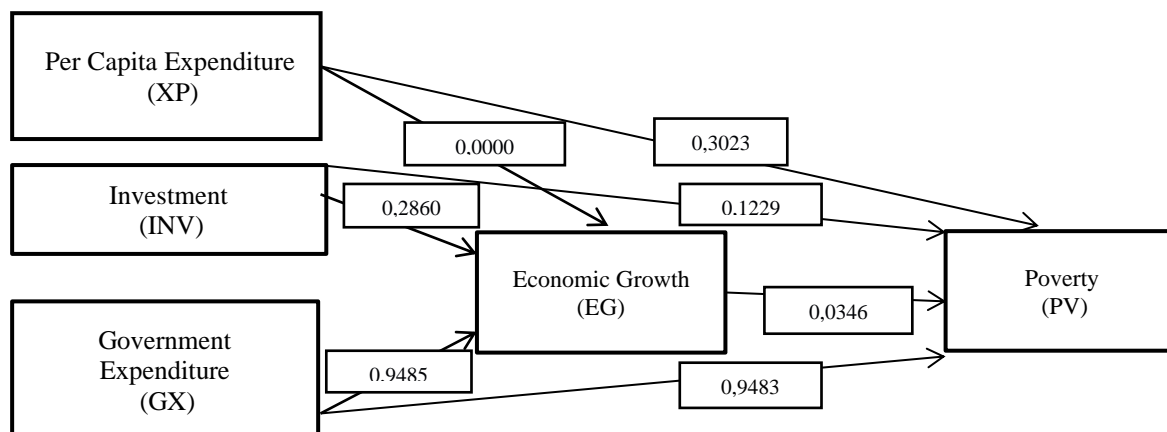 Per Capita Expenditure
(XP)
0,0000
0,3023
Investment
(INV)
0,2860
0,1229
Economic Growth
(EG)
Poverty
(PV)
0,0346
Government
Expenditure
(GX)
0,9485
0,9483